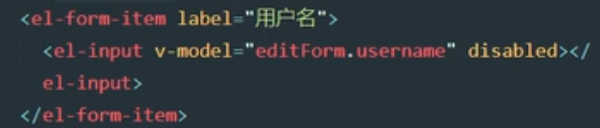 <el-form-item label="用户名">
<el-input v-model="editForm.username" disabled></
el-input>
</el-form-item>